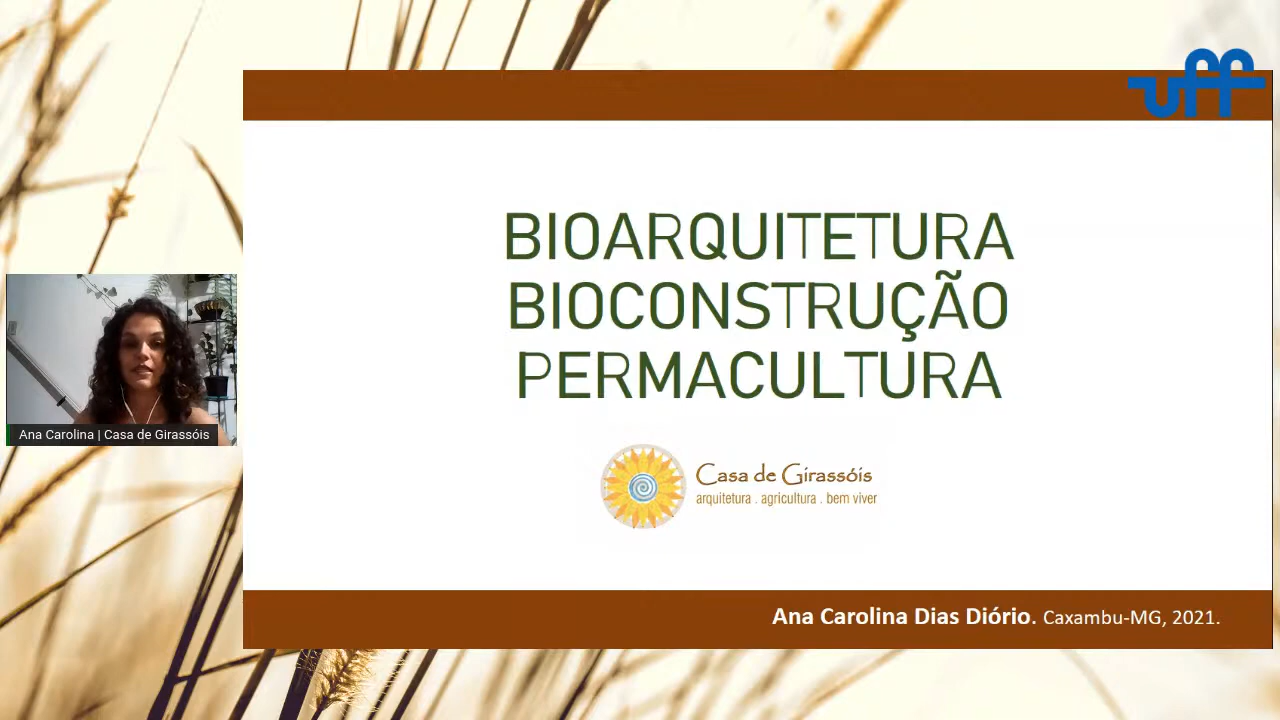 uff
BIOARQUITETURA
BIOCONSTRUÇÃO
PERMACULTURA
Casa de Girassóis
arquitetura . agricultura . bem viver
Ana Carolina | Casa de Girassóis
Ana Carolina Dias Diório. Caxambu-MG, 2021.